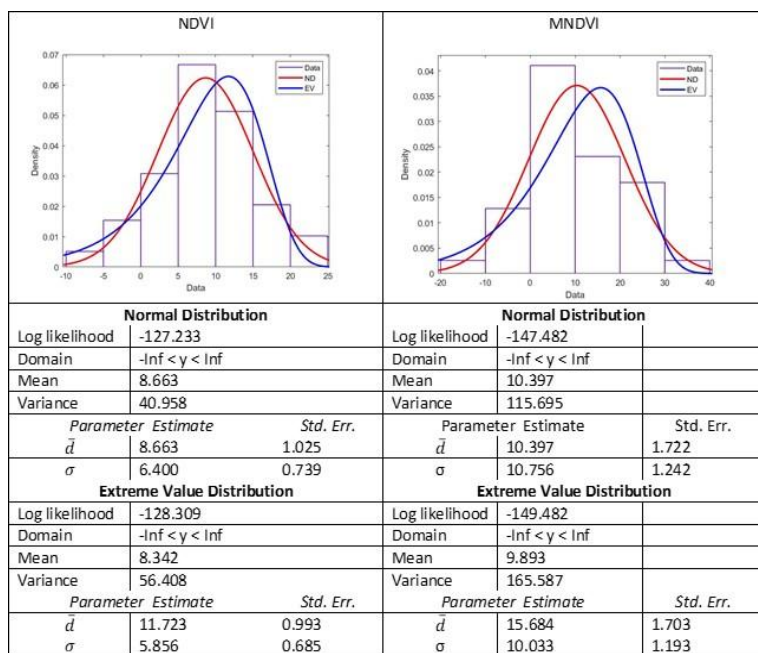 NDVI
MNDVI
0.07
0.06
0.05
0.04
0.03
0.02
0.01
0
Density
-10 -5 0 5 10 15 20 25
Data
Data
ND
EV
0.04
0.035
0.03
0.025
0.02
0.015
0.01
0.005
0
Density
-20 -10 0 10 20 30 40
Data
Data
ND
EV
Normal Distribution Normal Distribution
Log likelihood -127.233 Log likelihood -147.482
Domain -Inf < y < Inf Domain -Inf < y < Inf
Mean 8.663 Mean 10.397
Variance 40.958 Variance 115.695
Parameter Estimate Std. Err. Parameter Estimate Std. Err.
d̄ 8.663 1.025 d̄ 10.397 1.722
σ 6.400 0.739 σ 10.756 1.242
Extreme Value Distribution Extreme Value Distribution
Log likelihood -128.309 Log likelihood -149.482
Domain -Inf < y < Inf Domain -Inf < y < Inf
Mean 8.342 Mean 9.893
Variance 56.408 Variance 165.587
Parameter Estimate Std. Err. Parameter Estimate Std. Err.
d̄ 11.723 0.993 d̄ 15.684 1.703
σ 5.856 0.685 σ 10.033 1.193